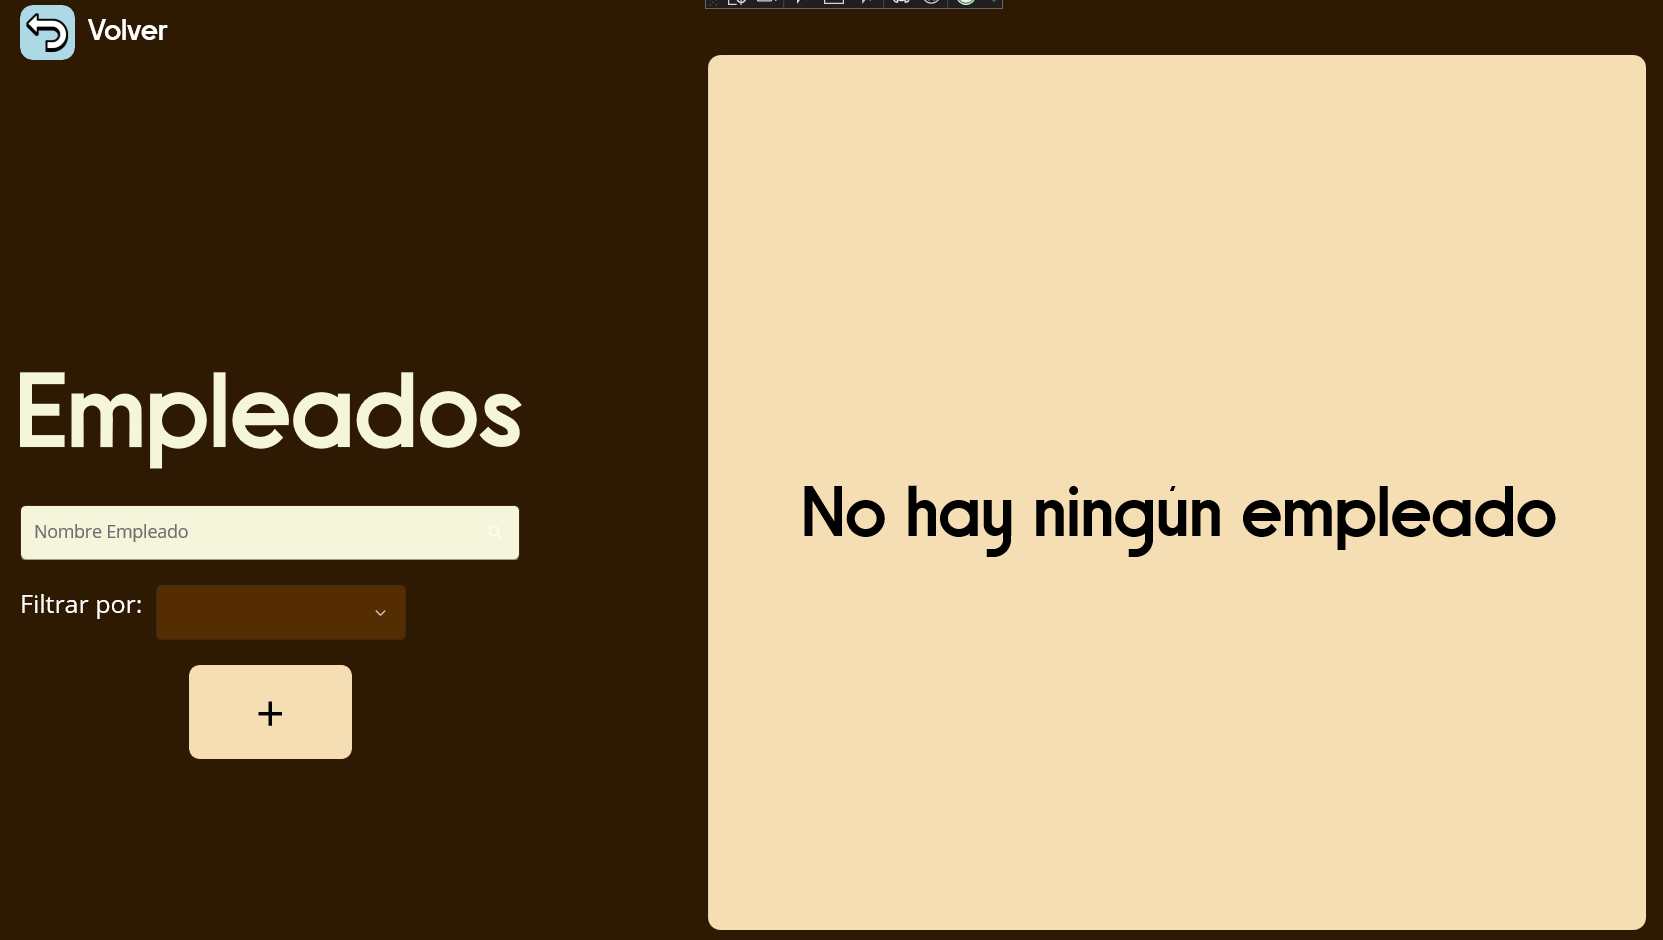 Volver
Empleados
Nombre Empleado
Filtrar por:
+
No hay ningún empleado